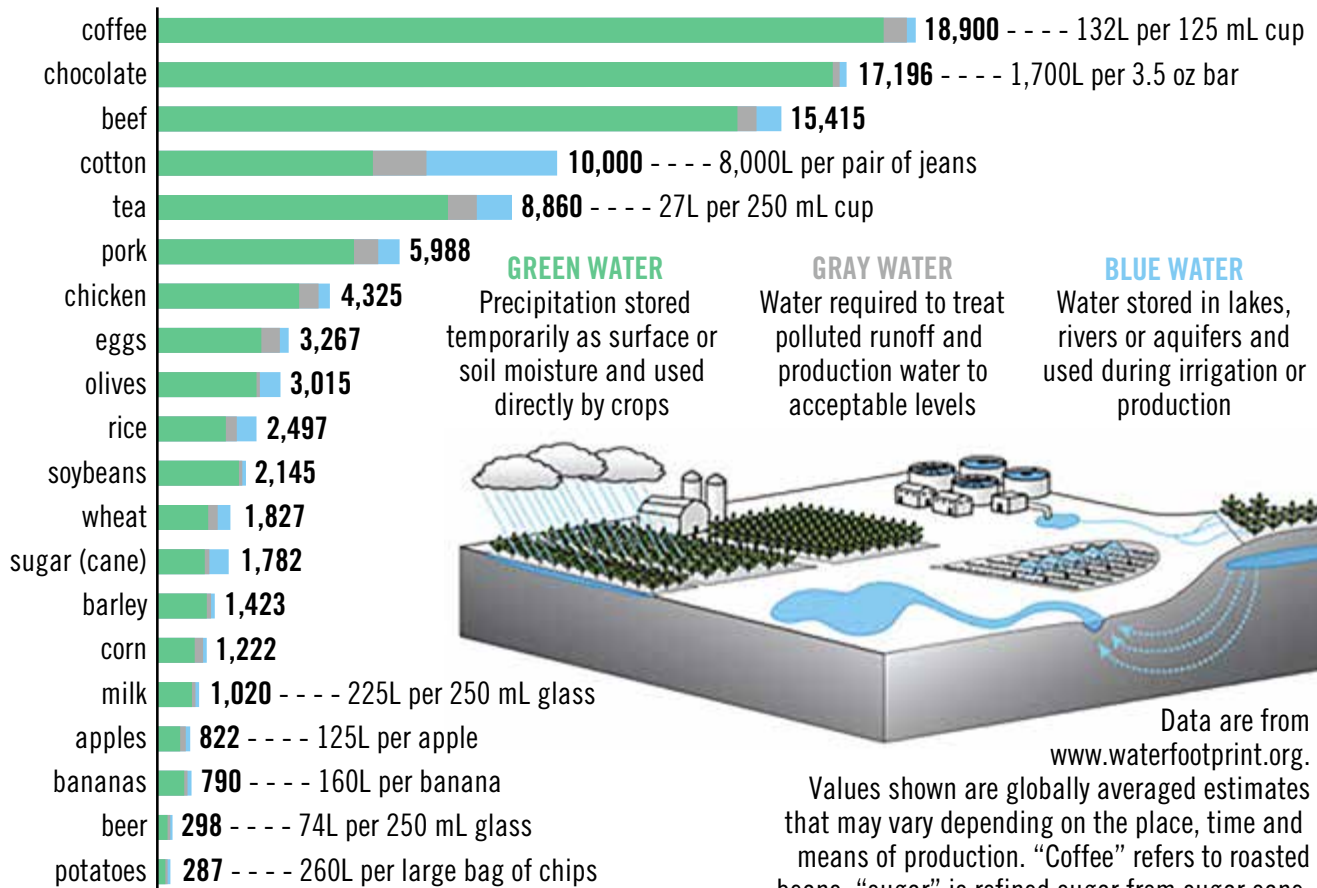 coffee 18,900 - - - - 132L per 125 mL cup
chocolate 17,196 - - - - 1,700L per 3.5 oz bar
beef 15,415
cotton 10,000 - - - - 8,000L per pair of jeans
tea 8,860 - - - - 27L per 250 mL cup
pork 5,988
chicken 4,325
eggs 3,267
olives 3,015
rice 2,497
soybeans 2,145
wheat 1,827
sugar (cane) 1,782
barley 1,423
corn 1,222
milk 1,020 - - - - 225L per 250 mL glass
apples 822 - - - - 125L per apple
bananas 790 - - - - 160L per banana
beer 298 - - - - 74L per 250 mL glass
potatoes 287 - - - - 260L per large bag of chips
GREEN WATER
Precipitation stored
temporarily as surface or
soil moisture and used
directly by crops
GRAY WATER
Water required to treat
polluted runoff and
production water to
acceptable levels
BLUE WATER
Water stored in lakes,
rivers or aquifers and
used during irrigation or
production
Data are from
www.waterfootprint.org.
Values shown are globally averaged estimates
that may vary depending on the place, time and
means of production. “Coffee” refers to roasted
beans, “sugar” is refined sugar from sugar cane,